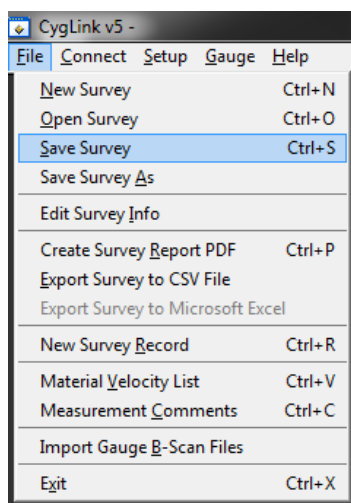 CygLink v5 -
File Connect Setup Gauge Help
New Survey Ctrl+N
Open Survey Ctrl+O
Save Survey Ctrl+S
Save Survey As
Edit Survey Info
Create Survey Report PDF Ctrl+P
Export Survey to CSV File
Export Survey to Microsoft Excel
New Survey Record Ctrl+R
Material Velocity List Ctrl+V
Measurement Comments Ctrl+C
Import Gauge B-Scan Files
Exit Ctrl+X